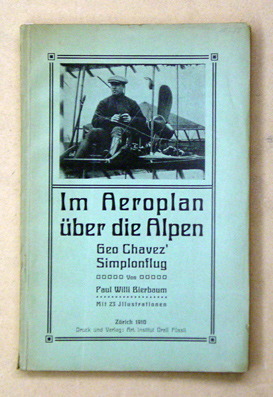 Im Aeroplan
über die Alpen
Geo Chavez'
Simplonflug
Von
Paul Willi Bierbaum
Mit 23 Jllustrationen
Zürich 1910
Druck und Verlag: Art. Institut Orell Füssli